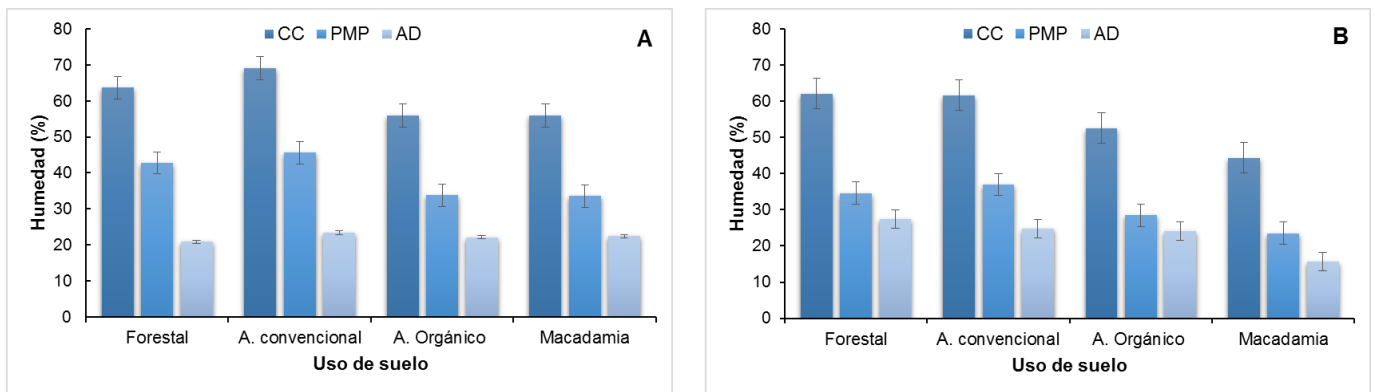 A
CC PMP AD
80
70
60
50
40
30
20
10
0
Humedad (%)
Forestal A. convencional A. Orgánico Macadamia
Uso de suelo
B
CC PMP AD
80
70
60
50
40
30
20
10
0
Humedad (%)
Forestal A. convencional A. Orgánico Macadamia
Uso de suelo